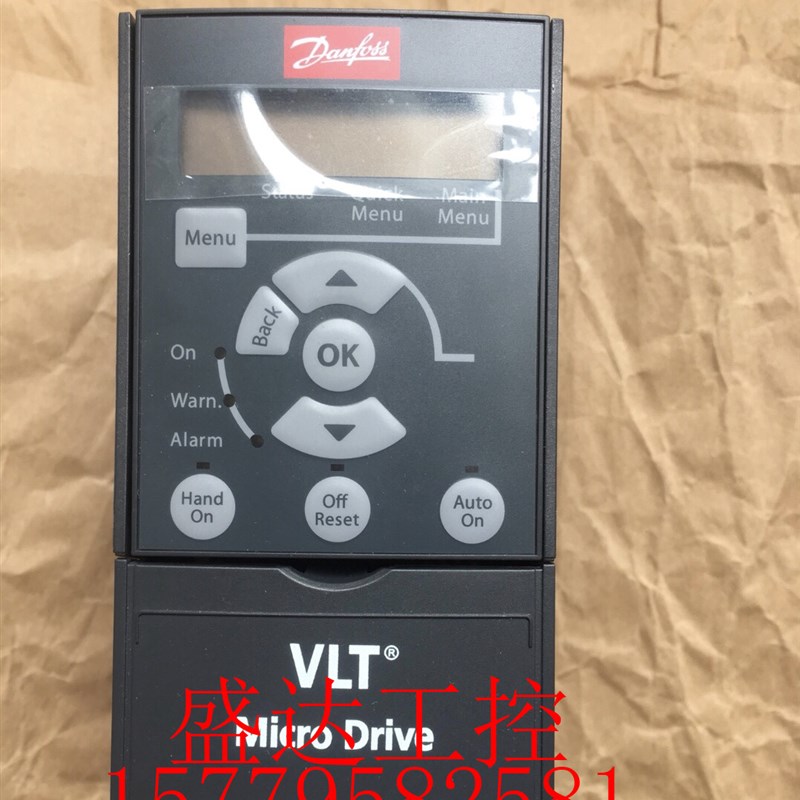 Danfoss
Status Quick Menu Main Menu
Menu
Back
OK
On
Warn.
Alarm
Hand On
Off Reset
Auto On
VLT®
Micro Drive
盛达工控
15779582581